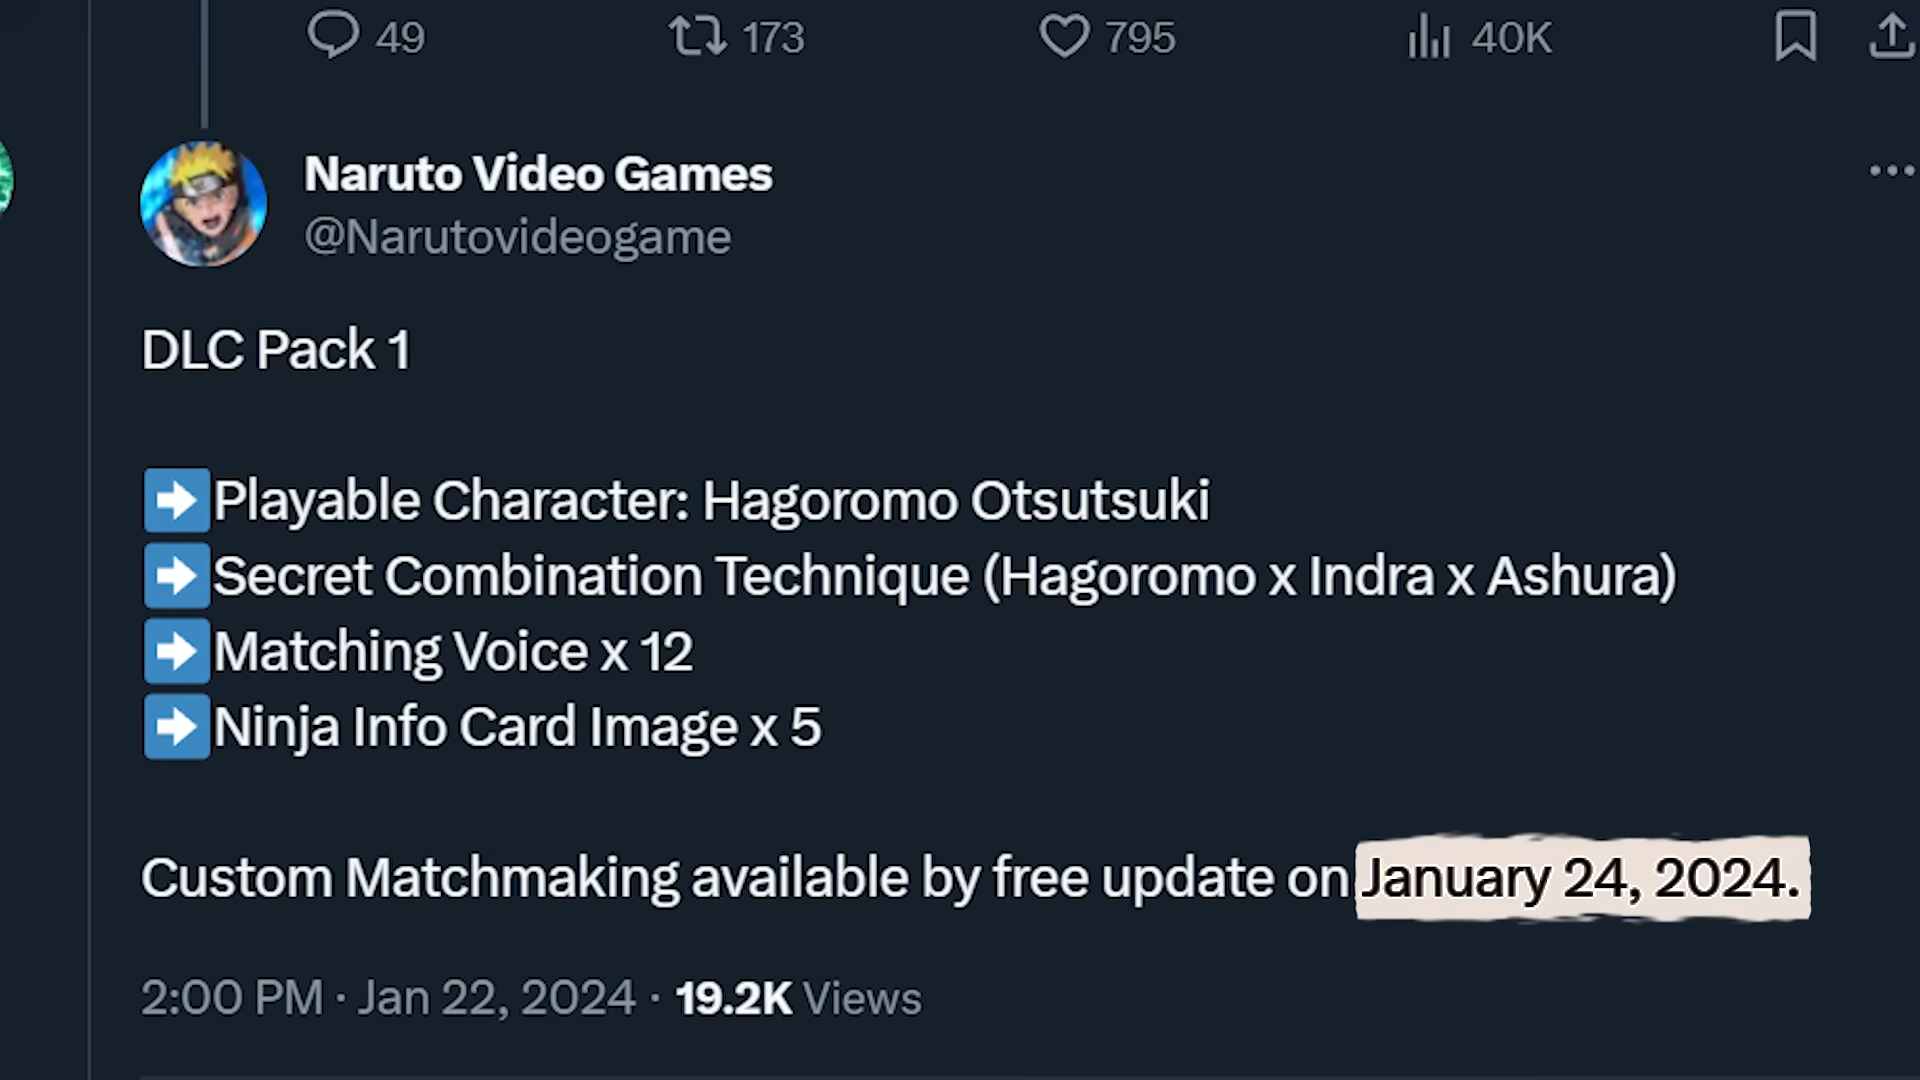 49 173 795 40K
Naruto Video Games
@Narutovideogame
DLC Pack 1
➡Playable Character: Hagoromo Otsutsuki
➡Secret Combination Technique (Hagoromo x Indra x Ashura)
➡Matching Voice x 12
➡Ninja Info Card Image x 5
Custom Matchmaking available by free update on January 24, 2024.
2:00 PM · Jan 22, 2024 · 19.2K Views